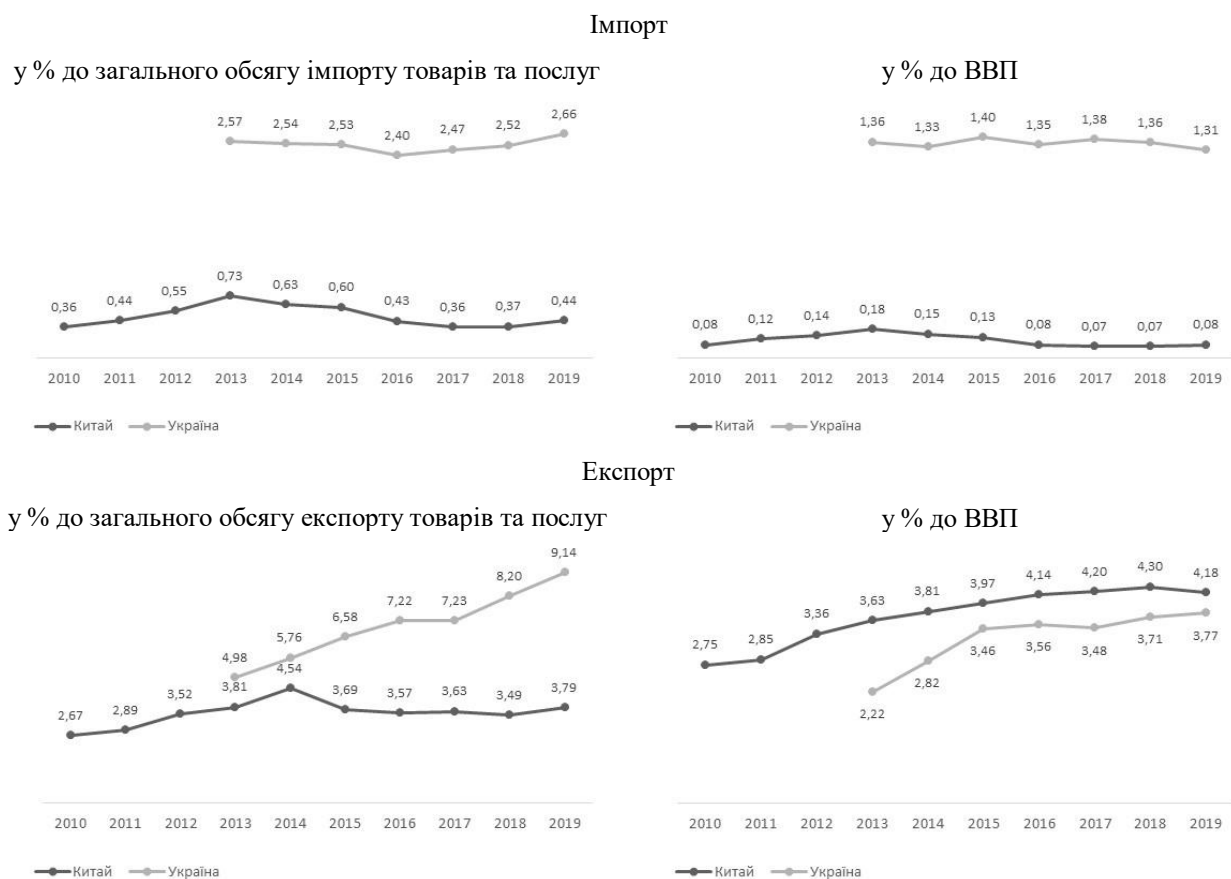 Імпорт
у % до загального обсягу імпорту товарів та послуг
2,57 2,54 2,53 2,40 2,47 2,52 2,66
0,36 0,44 0,55 0,73 0,63 0,60 0,43 0,36 0,37 0,44
2010 2011 2012 2013 2014 2015 2016 2017 2018 2019
Китай Україна
у % до ВВП
1,36 1,33 1,40 1,35 1,38 1,36 1,31
0,08 0,12 0,14 0,18 0,15 0,13 0,08 0,07 0,07 0,08
2010 2011 2012 2013 2014 2015 2016 2017 2018 2019
Китай Україна
Експорт
у % до загального обсягу експорту товарів та послуг
4,98 5,76 6,58 7,22 7,23 8,20 9,14
2,67 2,89 3,52 3,81 4,54 3,69 3,57 3,63 3,49 3,79
2010 2011 2012 2013 2014 2015 2016 2017 2018 2019
Китай Україна
у % до ВВП
2,75 2,85 3,36 3,63 3,81 3,97 4,14 4,20 4,30 4,18
2,22 2,82 3,46 3,56 3,48 3,71 3,77
2010 2011 2012 2013 2014 2015 2016 2017 2018 2019
Китай Україна